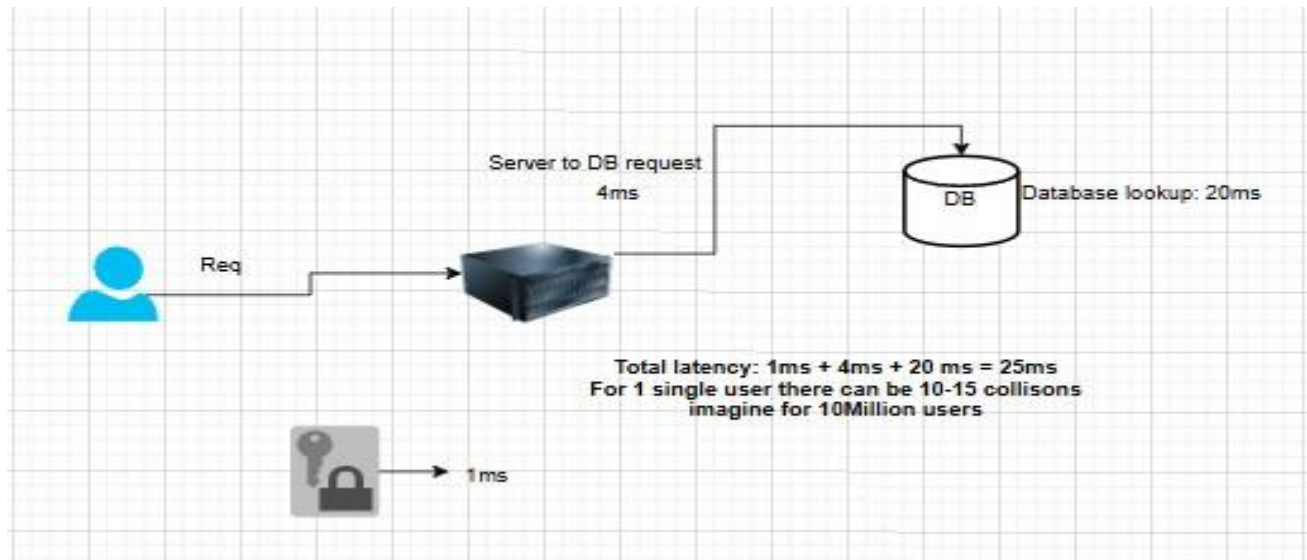 Server to DB request
4ms
DB
Database lookup: 20ms
Req
Total latency: 1ms + 4ms + 20 ms = 25ms
For 1 single user there can be 10-15 collisons
imagine for 10Million users
1ms